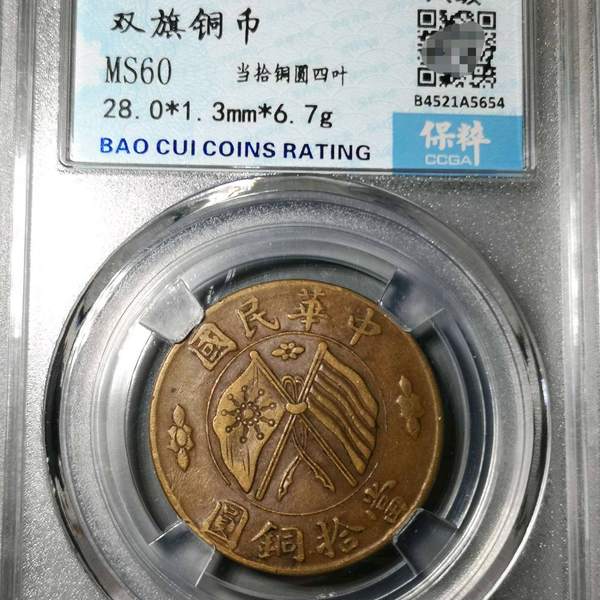 双旗铜币
MS60 当拾铜圆四叶
28.0*1.3mm*6.7g
BAO CUI COINS RATING
B4521A5654
保粹
CCGA
中華民國
當拾銅圓